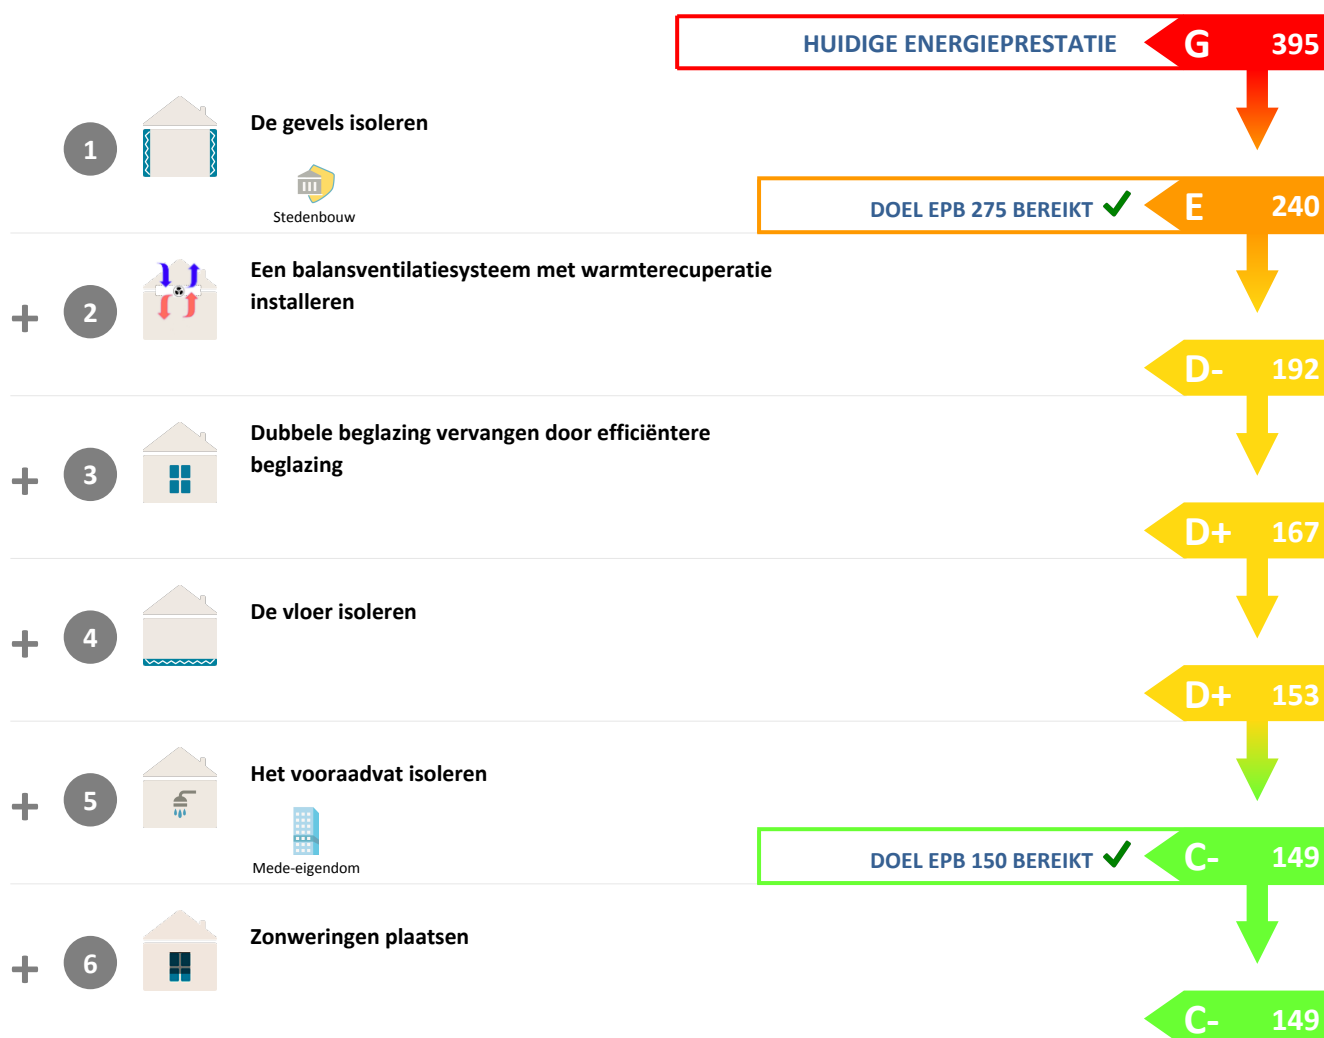 HUIDIGE ENERGIEPRESTATIE G 395
1 De gevels isoleren
Stedenbouw
DOEL EPB 275 BEREIKT E 240
+ 2 Een balansventilatiesysteem met warmterecuperatie
installeren
D- 192
+ 3 Dubbele beglazing vervangen door efficiëntere
beglazing
D+ 167
+ 4 De vloer isoleren
D+ 153
+ 5 Het vooraadvat isoleren
Mede-eigendom
DOEL EPB 150 BEREIKT C- 149
+ 6 Zonweringen plaatsen
C- 149